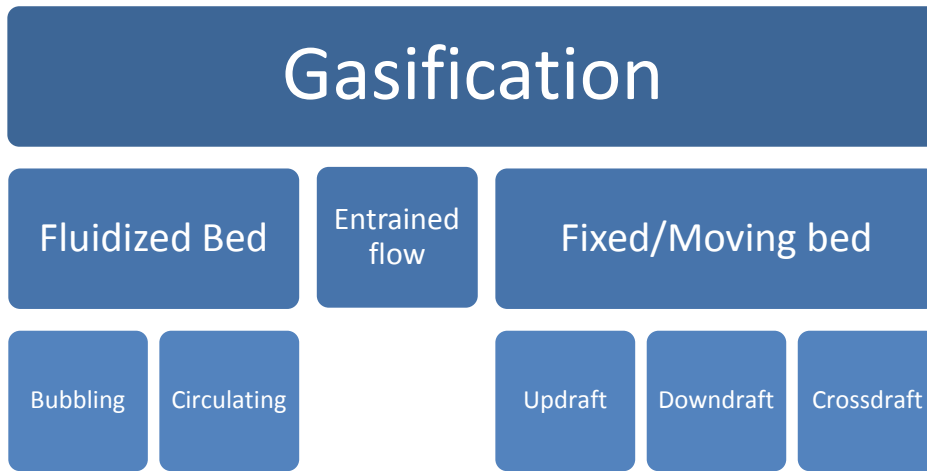 Gasification
Fluidized Bed
Entrained
flow
Fixed/Moving bed
Bubbling
Circulating
Updraft
Downdraft
Crossdraft